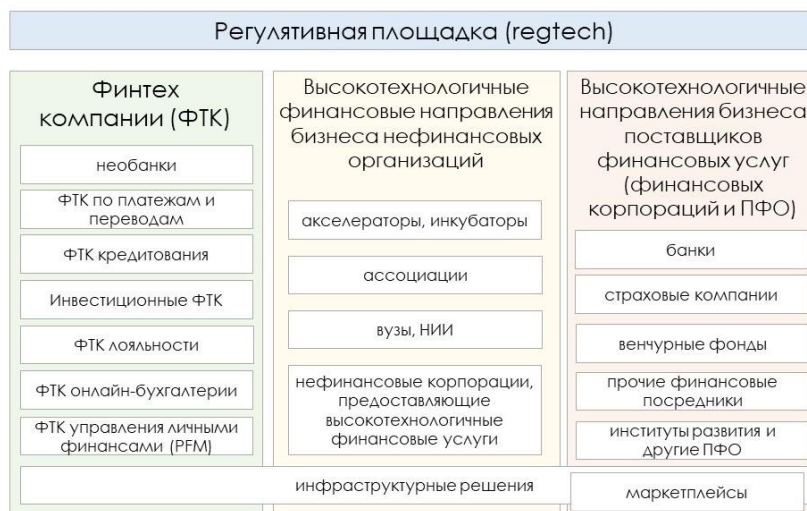 Регулятивная площадка (regtech)
Финтех
компании (ФТК)
необанки
ФТК по платежам и
переводам
ФТК кредитования
Инвестиционные ФТК
ФТК лояльности
ФТК онлайн-бухгалтерии
ФТК управления личными
финансами (PFM)
Высокотехнологичные
финансовые направления
бизнеса нефинансовых
организаций
акселераторы, инкубаторы
ассоциации
вузы, НИИ
нефинансовые корпорации,
предоставляющие
высокотехнологичные
финансовые услуги
Высокотехнологичные
направления бизнеса
поставщиков
финансовых услуг
(финансовых
корпораций и ПФО)
банки
страховые компании
венчурные фонды
прочие финансовые
посредники
институты развития и
другие ПФО
инфраструктурные решения
маркетплейсы